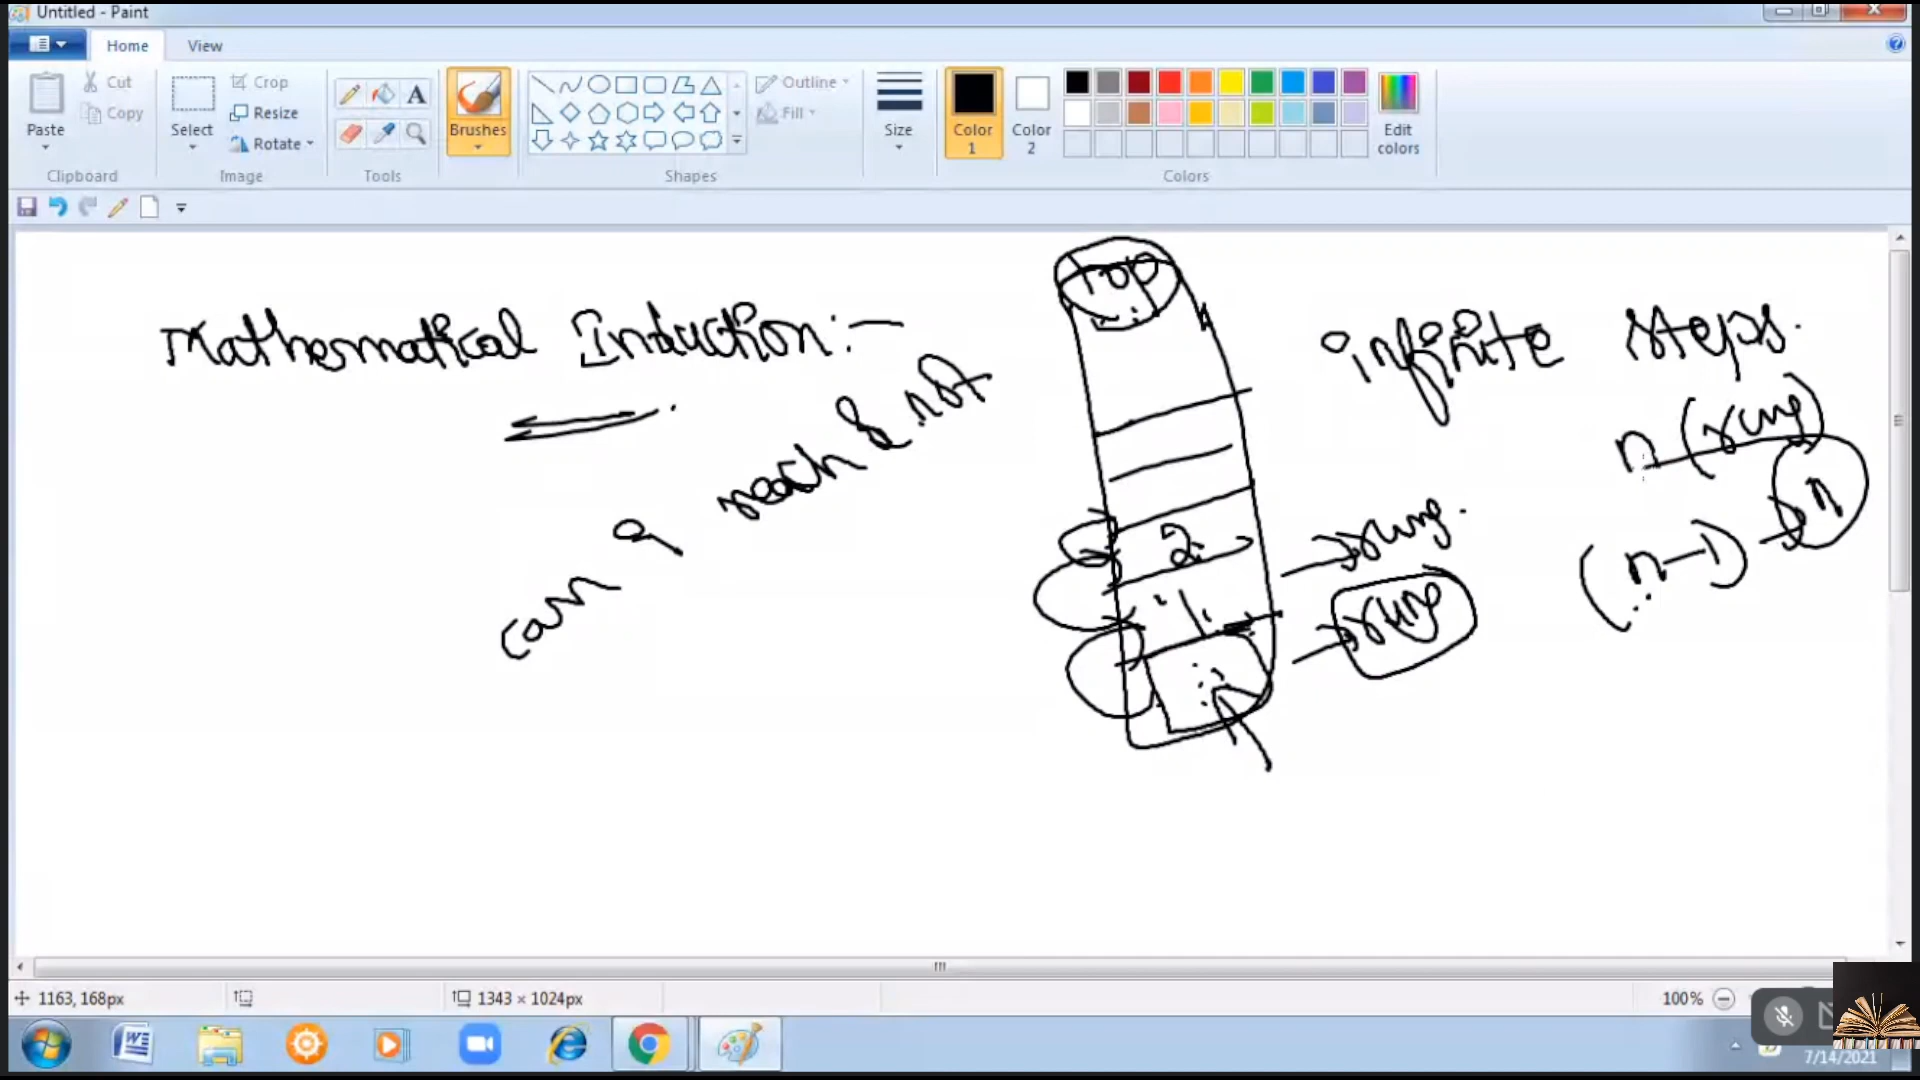 Untitled - Paint
Home View
Paste Cut Copy
Select Crop Resize Rotate
Brushes
Outline Fill
Size
Color 1 Color 2
Edit colors
Clipboard Image Tools Shapes Colors
Mathematical Induction:-
can I reach & not
Top
infinite steps.
n (rung)
(n-1) n
2 rung.
1 rung
1163, 168px 1343 × 1024px 100%
7/14/2021